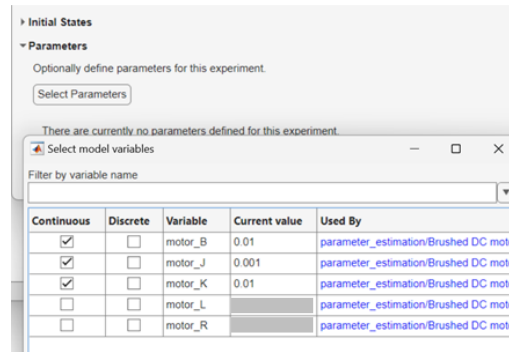 Initial States
Parameters
Optionally define parameters for this experiment.
Select Parameters
There are currently no parameters defined for this experiment.
Select model variables
Filter by variable name
Continuous Discrete Variable Current value Used By
motor_B 0.01 parameter_estimation/Brushed DC mot
motor_J 0.001 parameter_estimation/Brushed DC mot
motor_K 0.01 parameter_estimation/Brushed DC mot
motor_L parameter_estimation/Brushed DC mot
motor_R parameter_estimation/Brushed DC mot